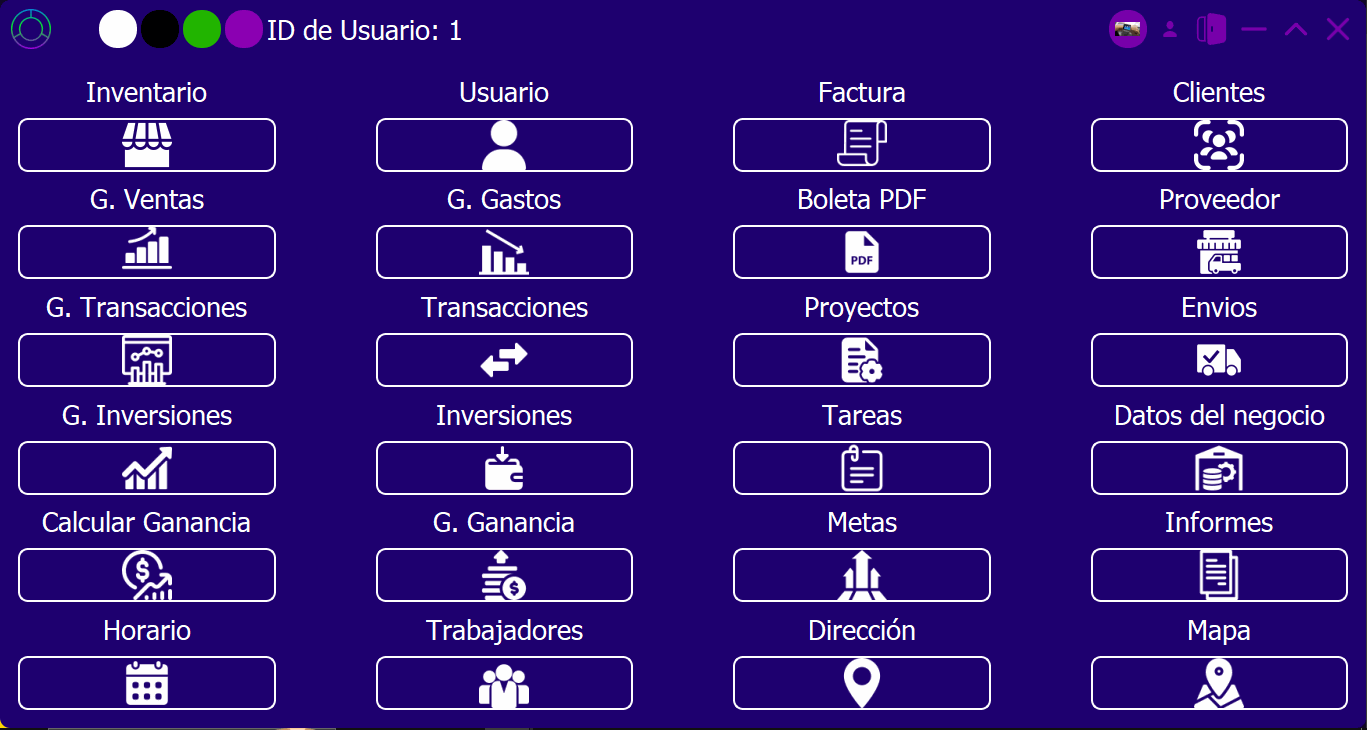 ID de Usuario: 1
Inventario Usuario Factura Clientes
G. Ventas G. Gastos Boleta PDF Proveedor
PDF
G. Transacciones Transacciones Proyectos Envios
G. Inversiones Inversiones Tareas Datos del negocio
Calcular Ganancia G. Ganancia Metas Informes
Horario Trabajadores Dirección Mapa